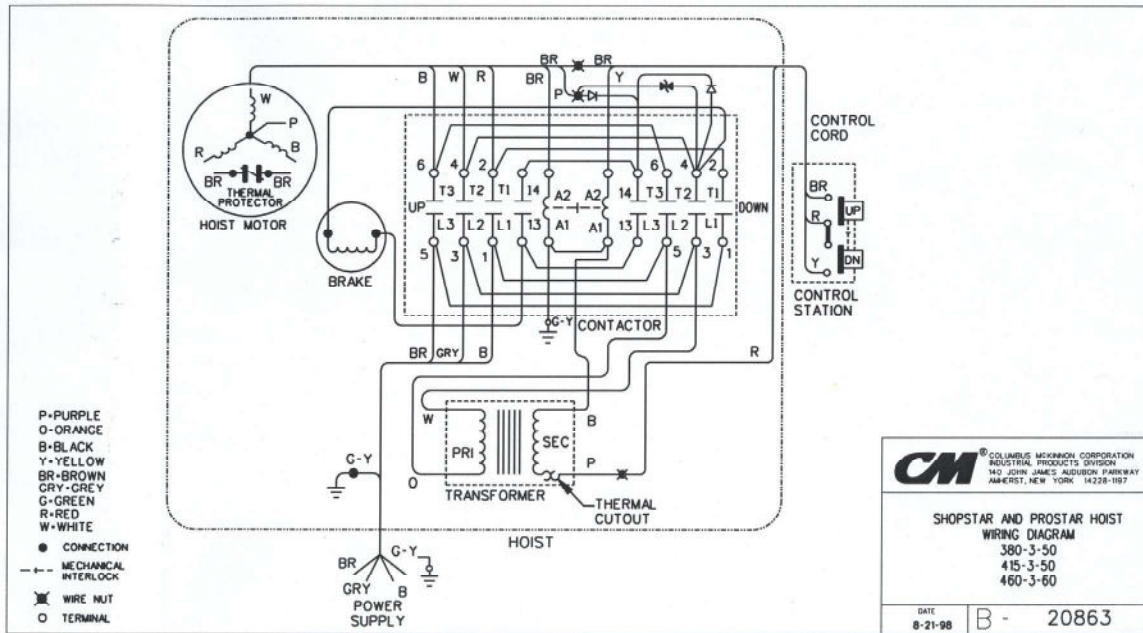 BR
BR
B
W
R
BR
Y
P
W
P
R
B
BR
BR
THERMAL
PROTECTOR
HOIST MOTOR
CONTROL
CORD
6 4 2 14 A2 A2 14 6 4 2
T3 T2 T1 T3 T2 T1
UP
DOWN
L3 L2 L1 13 A1 A1 13 L3 L2 L1
5 3 1 5 3 1
BRAKE
BR
R
Y
UP
DN
CONTROL
STATION
G-Y
CONTACTOR
BR GRY B
R
W
B
PRI
SEC
P
O
TRANSFORMER
THERMAL
CUTOUT
G-Y
HOIST
BR
G-Y
GRY
B
POWER
SUPPLY
P-PURPLE
O-ORANGE
B-BLACK
Y-YELLOW
BR-BROWN
GRY-GREY
G-GREEN
R-RED
W-WHITE
CONNECTION
MECHANICAL
INTERLOCK
WIRE NUT
TERMINAL
CM ® COLUMBUS MCKINNON CORPORATION
INDUSTRIAL PRODUCTS DIVISION
140 JOHN JAMES AUDUBON PARKWAY
AMHERST, NEW YORK 14228-1197
SHOPSTAR AND PROSTAR HOIST
WIRING DIAGRAM
380-3-50
415-3-50
460-3-60
DATE
8-21-98
B - 20863